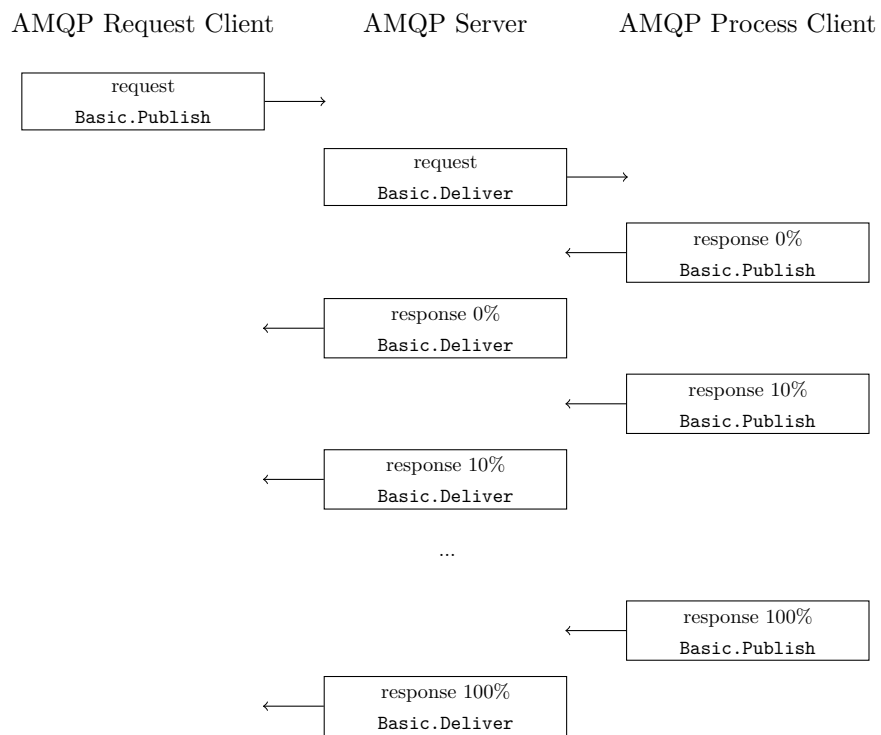 AMQP Request Client AMQP Server AMQP Process Client
request
Basic.Publish
request
Basic.Deliver
response 0%
Basic.Publish
response 0%
Basic.Deliver
response 10%
Basic.Publish
response 10%
Basic.Deliver
...
response 100%
Basic.Publish
response 100%
Basic.Deliver